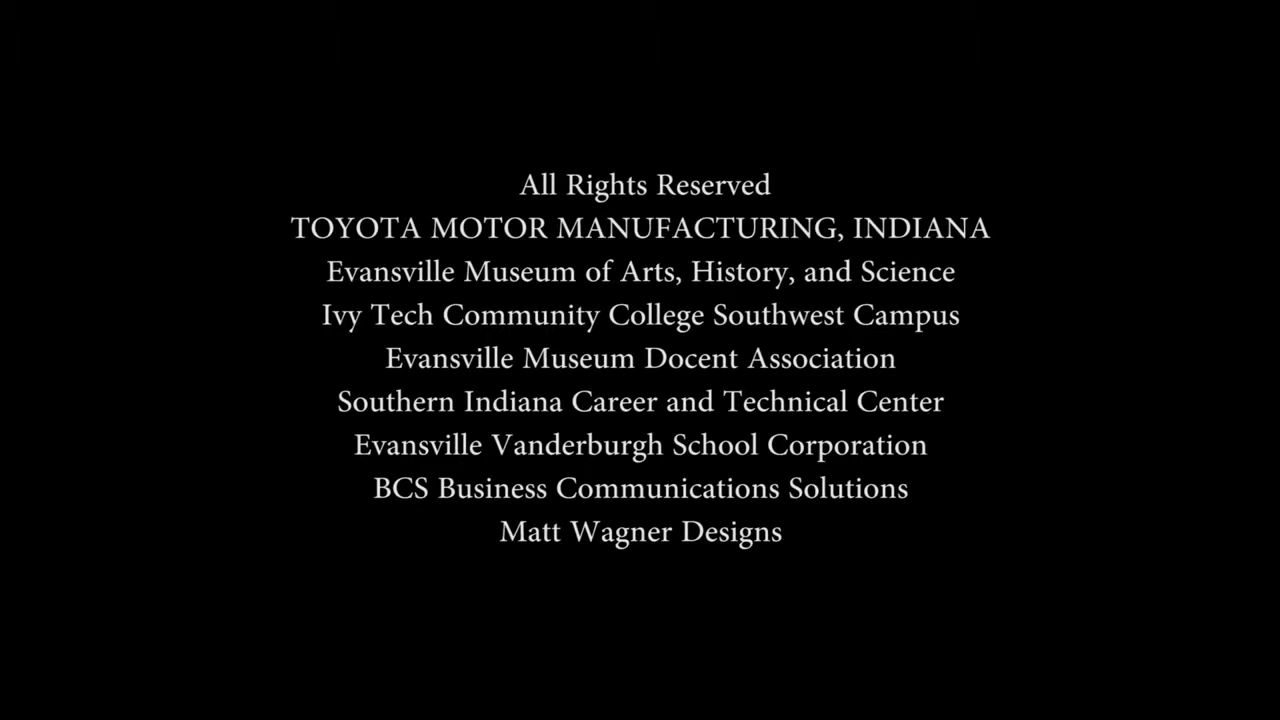 All Rights Reserved
TOYOTA MOTOR MANUFACTURING, INDIANA
Evansville Museum of Arts, History, and Science
Ivy Tech Community College Southwest Campus
Evansville Museum Docent Association
Southern Indiana Career and Technical Center
Evansville Vanderburgh School Corporation
BCS Business Communications Solutions
Matt Wagner Designs